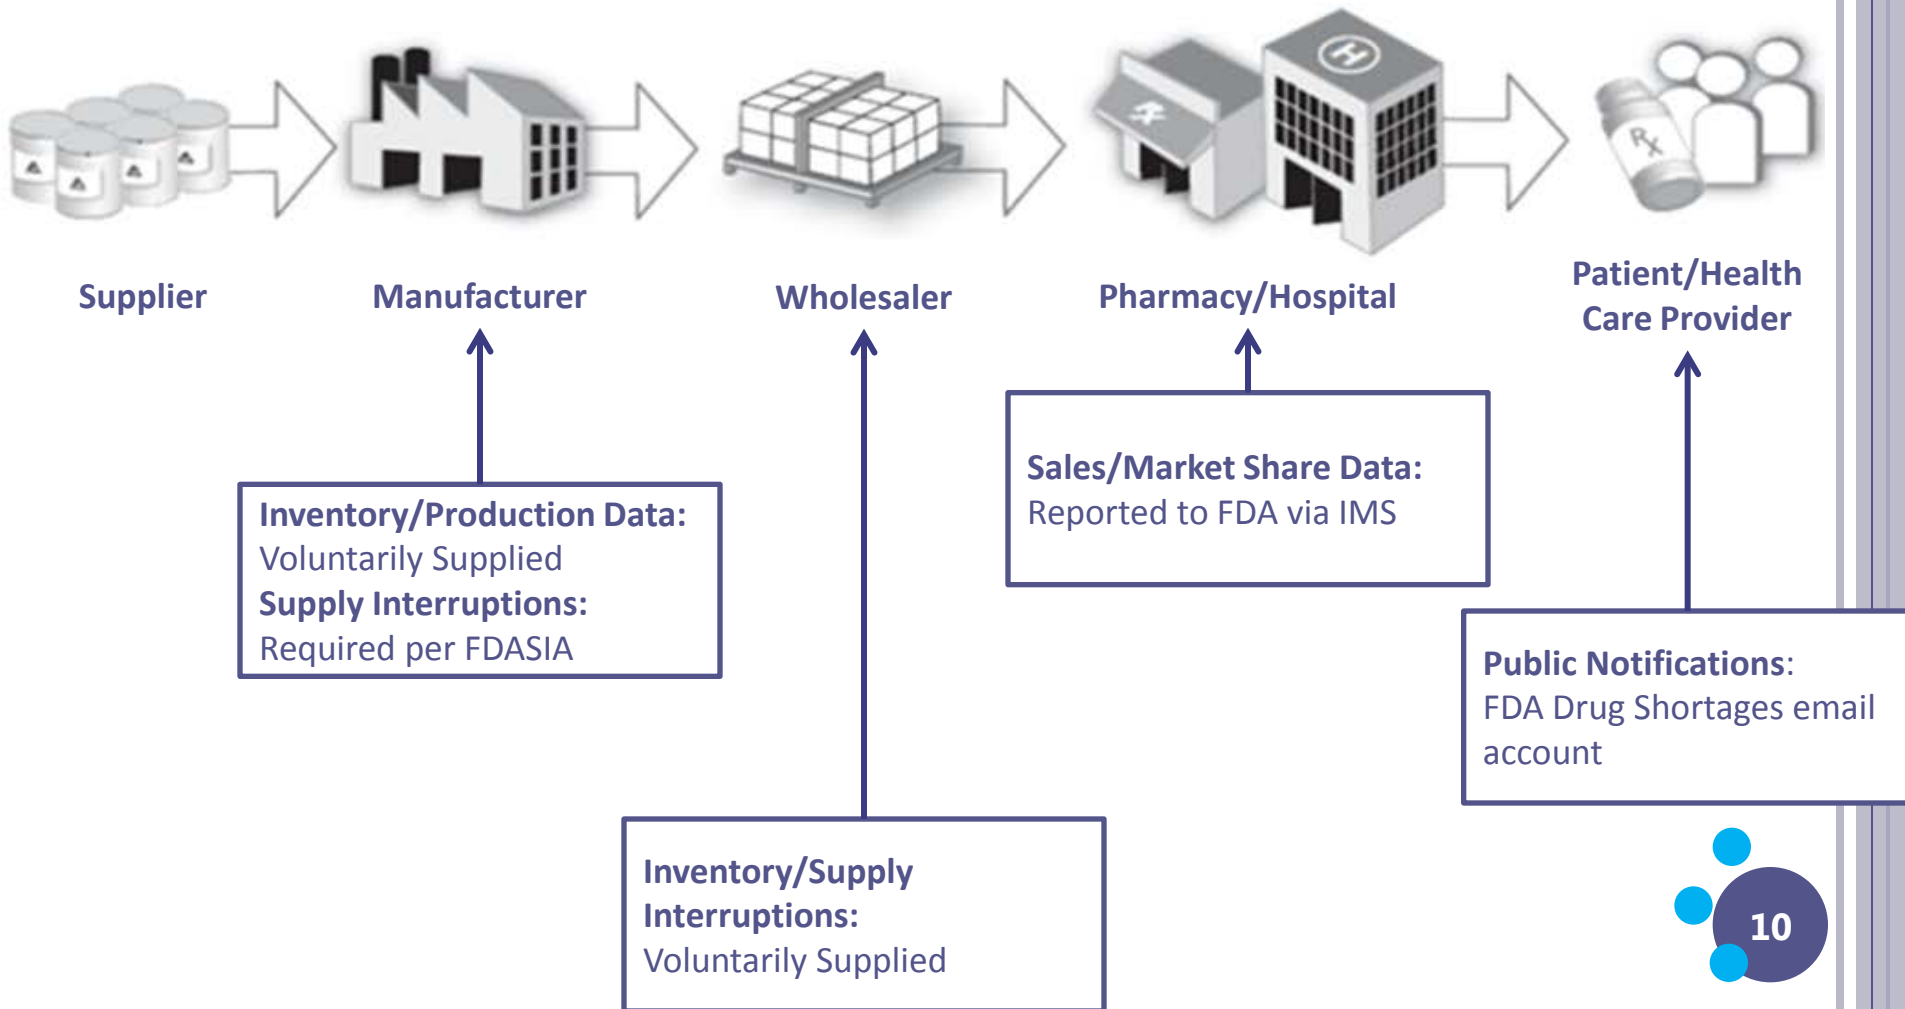 H
Rx
Rx
Supplier
Manufacturer
Wholesaler
Pharmacy/Hospital
Patient/Health
Care Provider
Inventory/Production Data:
Voluntarily Supplied
Supply Interruptions:
Required per FDASIA
Sales/Market Share Data:
Reported to FDA via IMS
Public Notifications:
FDA Drug Shortages email
account
Inventory/Supply
Interruptions:
Voluntarily Supplied
10